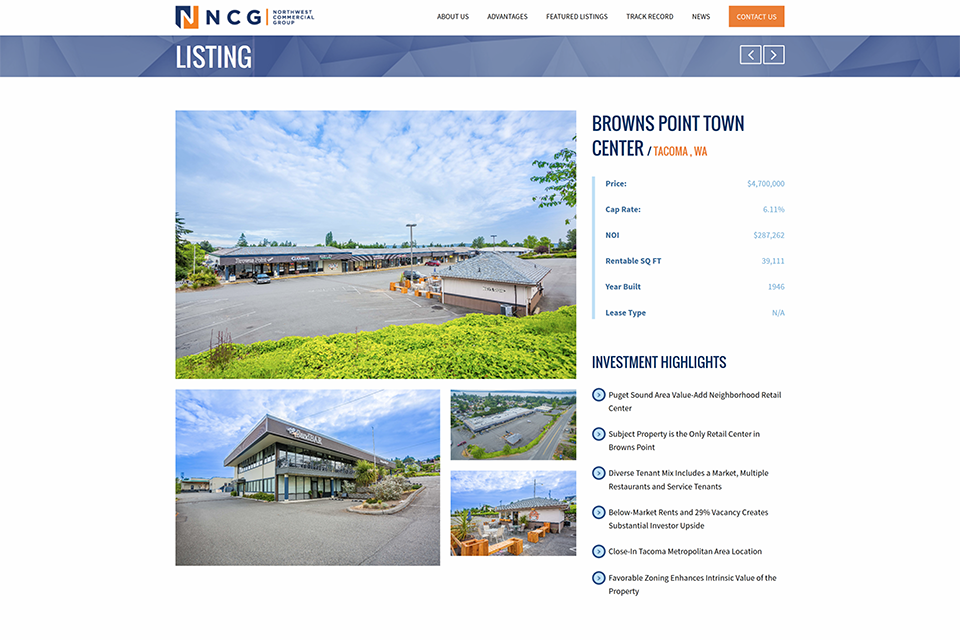 NCG NORTHWEST COMMERCIAL GROUP
ABOUT US ADVANTAGES FEATURED LISTINGS TRACK RECORD NEWS CONTACT US
LISTING
BROWNS POINT TOWN
CENTER / TACOMA , WA
Price: $4,700,000
Cap Rate: 6.11%
NOI $287,262
Rentable SQ FT 39,111
Year Built 1946
Lease Type N/A
INVESTMENT HIGHLIGHTS
Puget Sound Area Value-Add Neighborhood Retail
Center
Subject Property is the Only Retail Center in
Browns Point
Diverse Tenant Mix Includes a Market, Multiple
Restaurants and Service Tenants
Below-Market Rents and 29% Vacancy Creates
Substantial Investor Upside
Close-In Tacoma Metropolitan Area Location
Favorable Zoning Enhances Intrinsic Value of the
Property